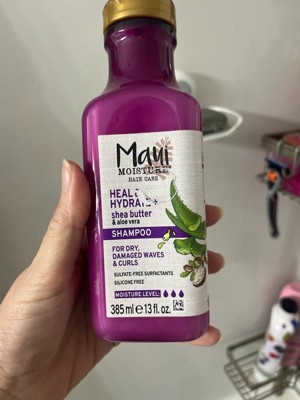 Maui
MOISTURE
HAIR CARE
HEAL &
HYDRATE +
shea butter
& aloe vera
SHAMPOO
FOR DRY,
DAMAGED WAVES
& CURLS
SULFATE-FREE SURFACTANTS
SILICONE FREE
MOISTURE LEVEL:
385 ml e 13 fl. oz.